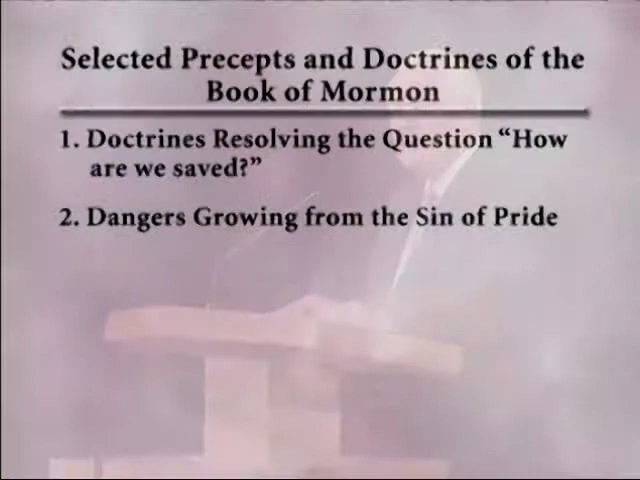 Selected Precepts and Doctrines of the
Book of Mormon
1. Doctrines Resolving the Question “How
are we saved?”
2. Dangers Growing from the Sin of Pride